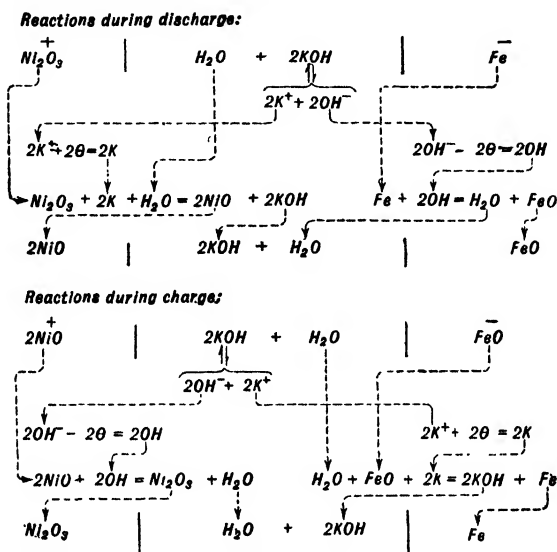 Reactions during discharge:
+ −
Ni₂O₃ | H₂O + 2KOH | Fe
2K⁺ + 2OH⁻
2K⁺+2θ=2K 2OH⁻ − 2θ=2OH
Ni₂O₃ + 2K + H₂O = 2NiO + 2KOH Fe + 2OH = H₂O + FeO
2NiO | 2KOH + H₂O | FeO
Reactions during charge:
+ −
2NiO | 2KOH + H₂O | FeO
2OH⁻ + 2K⁺
2OH⁻ − 2θ = 2OH 2K⁺ + 2θ = 2K
2NiO + 2OH = Ni₂O₃ + H₂O H₂O + FeO + 2K = 2KOH + Fe
Ni₂O₃ | H₂O + 2KOH | Fe